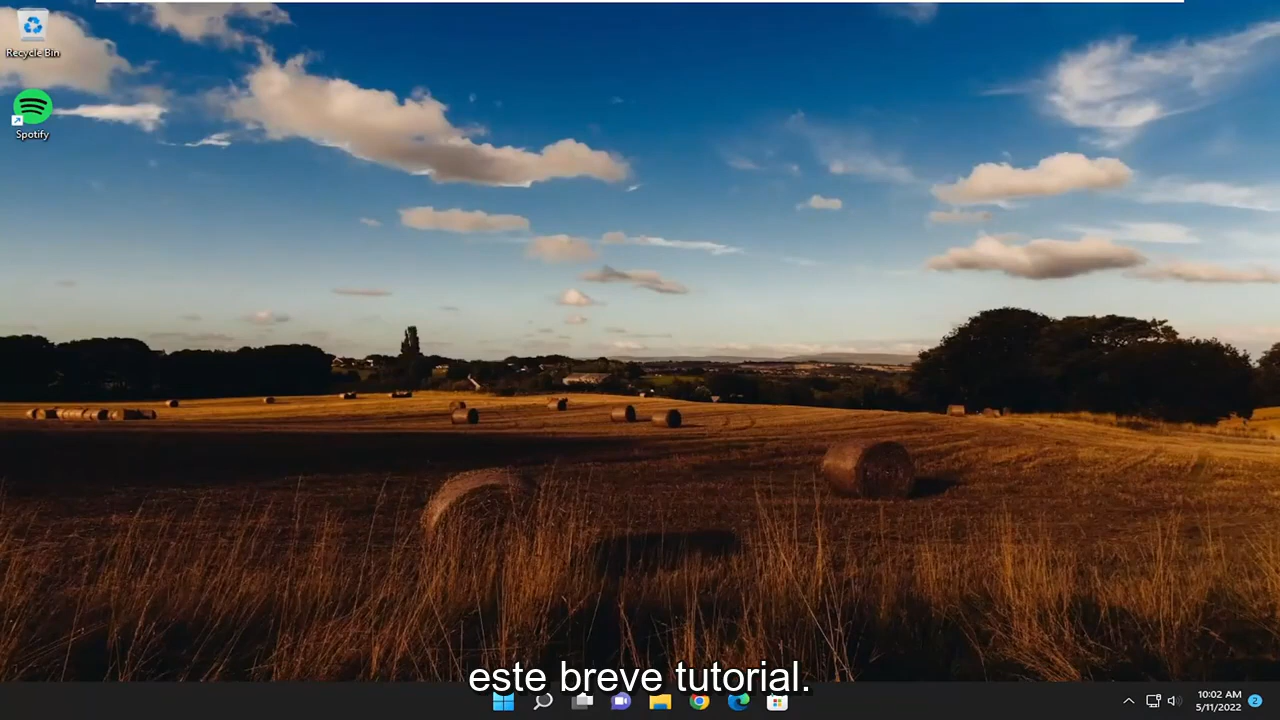 Recycle Bin
Spotify
este breve tutorial.
10:02 AM
5/11/2022
2